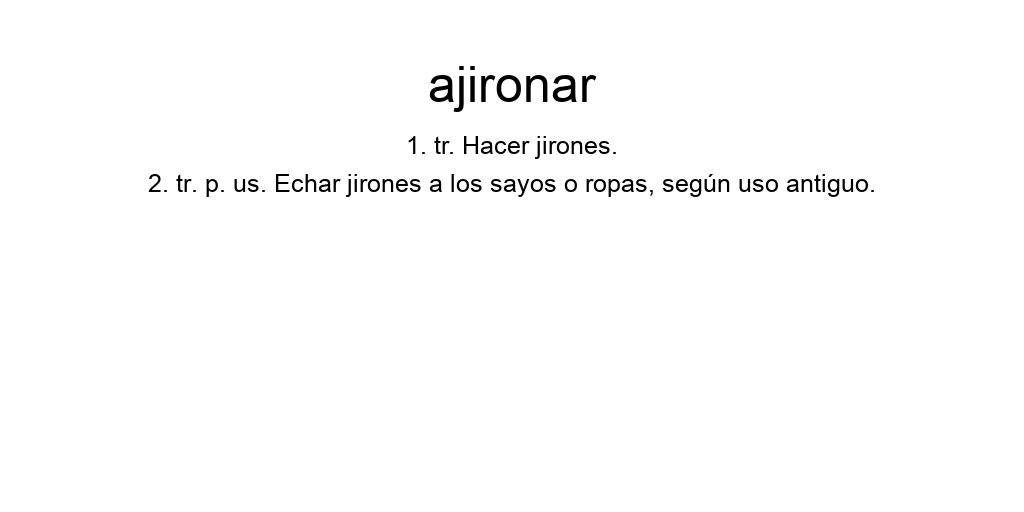 ajironar
1. tr. Hacer jirones.
2. tr. p. us. Echar jirones a los sayos o ropas, según uso antiguo.